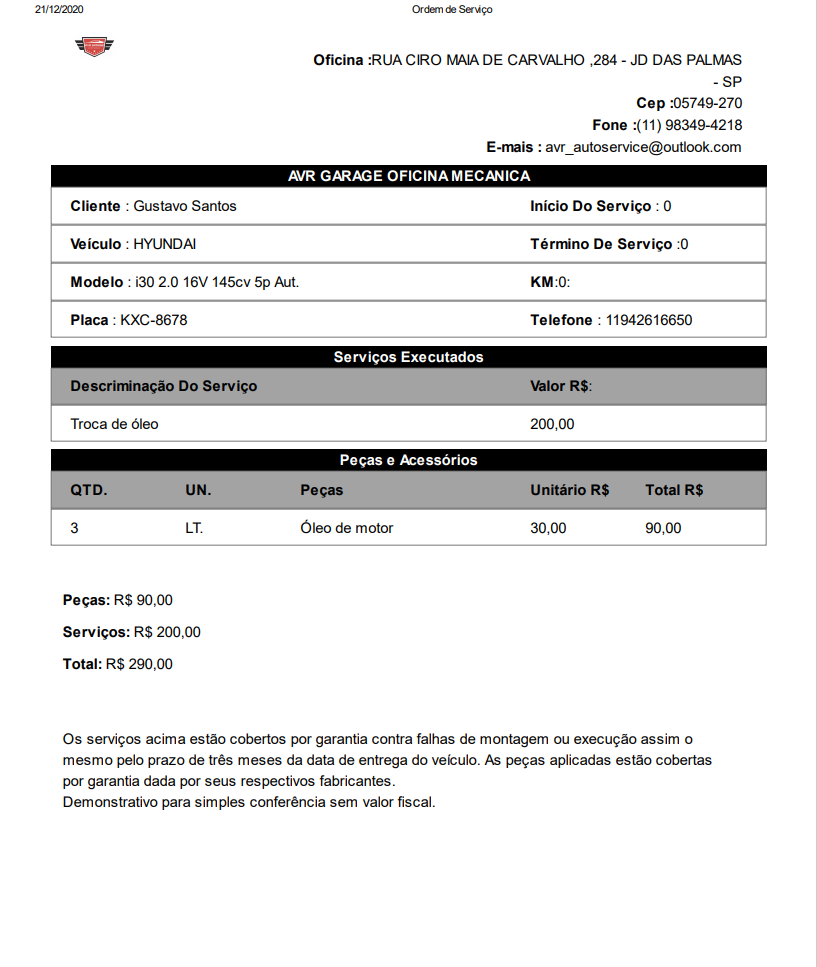 21/12/2020 Ordem de Serviço
Oficina :RUA CIRO MAIA DE CARVALHO ,284 - JD DAS PALMAS
- SP
Cep :05749-270
Fone :(11) 98349-4218
E-mais : avr_autoservice@outlook.com
AVR GARAGE OFICINA MECANICA
Cliente : Gustavo Santos Início Do Serviço : 0
Veículo : HYUNDAI Término De Serviço :0
Modelo : i30 2.0 16V 145cv 5p Aut. KM:0:
Placa : KXC-8678 Telefone : 11942616650
Serviços Executados
Descriminação Do Serviço Valor R$:
Troca de óleo 200,00
Peças e Acessórios
QTD. UN. Peças Unitário R$ Total R$
3 LT. Óleo de motor 30,00 90,00
Peças: R$ 90,00
Serviços: R$ 200,00
Total: R$ 290,00
Os serviços acima estão cobertos por garantia contra falhas de montagem ou execução assim o
mesmo pelo prazo de três meses da data de entrega do veículo. As peças aplicadas estão cobertas
por garantia dada por seus respectivos fabricantes.
Demonstrativo para simples conferência sem valor fiscal.